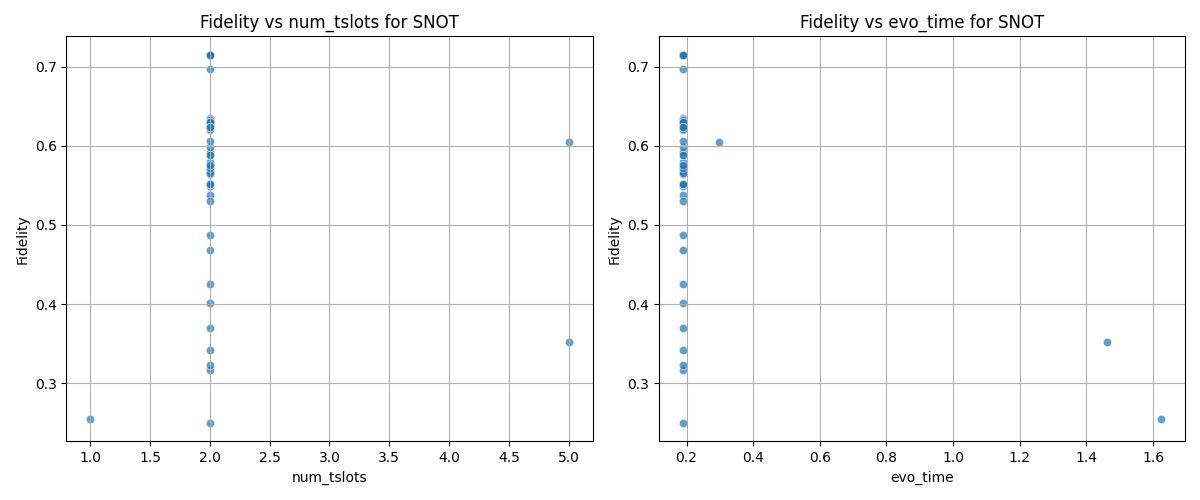 Fidelity vs num_tslots for SNOT
Fidelity
0.7
0.6
0.5
0.4
0.3
1.0 1.5 2.0 2.5 3.0 3.5 4.0 4.5 5.0
num_tslots
Fidelity vs evo_time for SNOT
Fidelity
0.7
0.6
0.5
0.4
0.3
0.2 0.4 0.6 0.8 1.0 1.2 1.4 1.6
evo_time